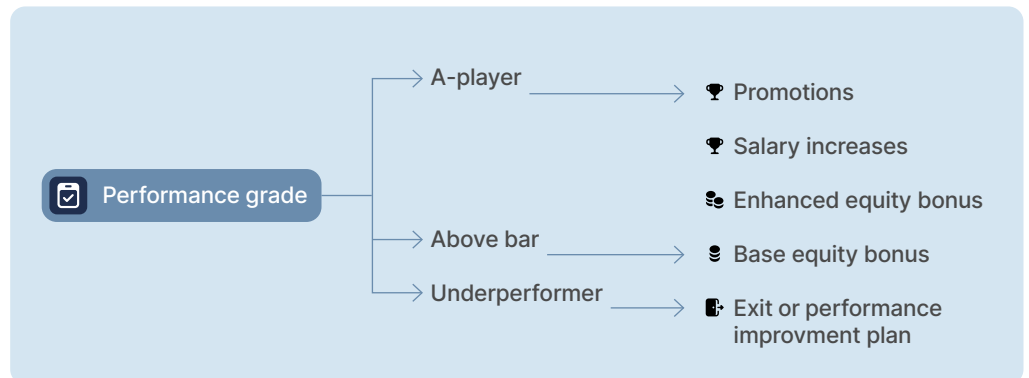 Performance grade
A-player
Promotions
Salary increases
Enhanced equity bonus
Above bar
Base equity bonus
Underperformer
Exit or performance
improvment plan